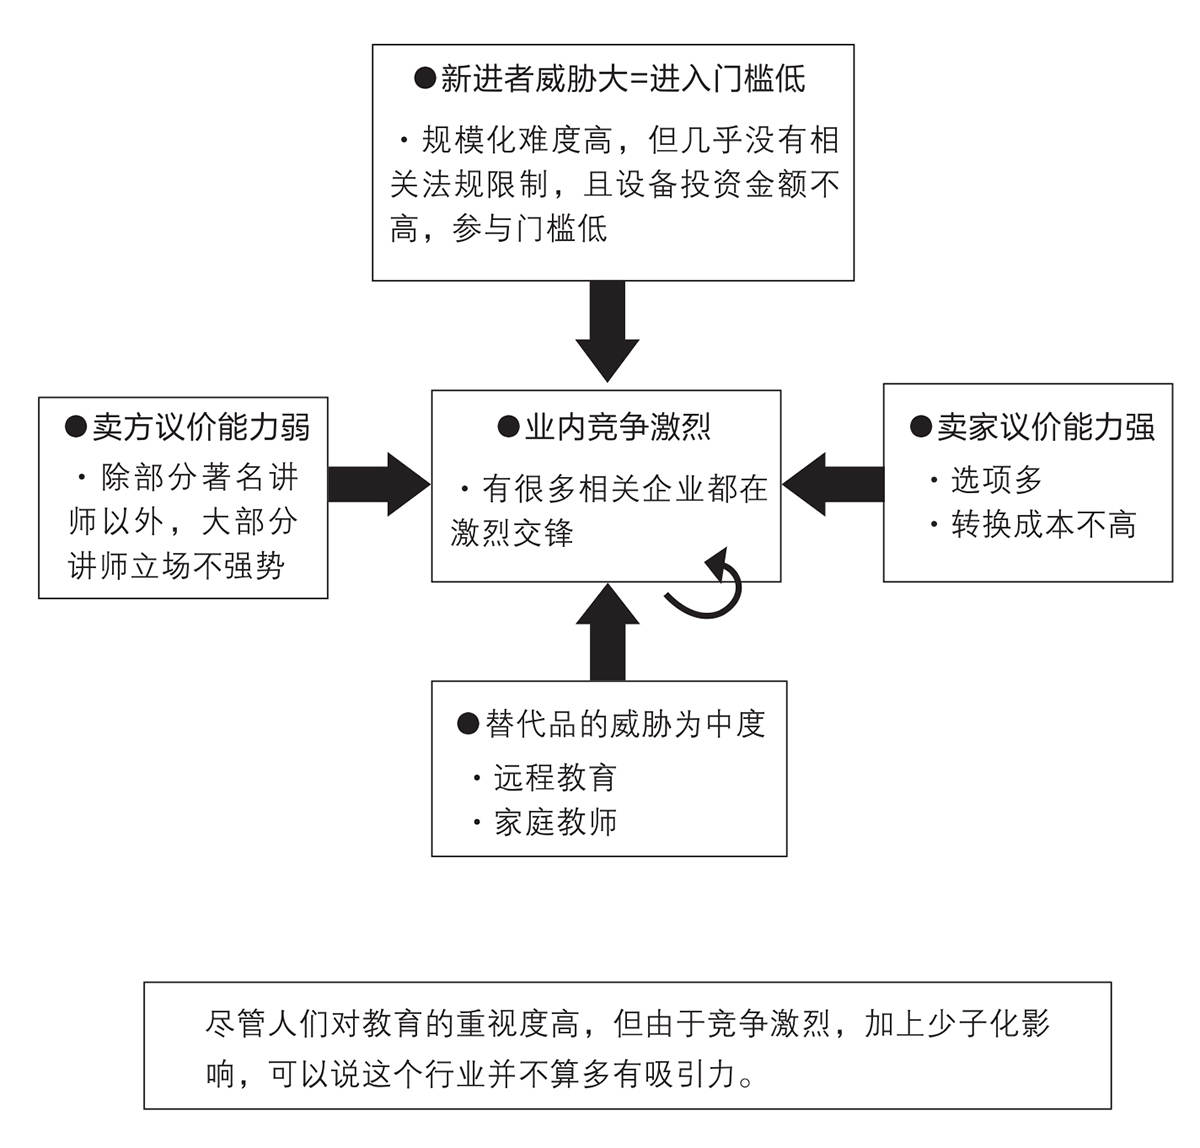 ●新进者威胁大=进入门槛低
·规模化难度高，但几乎没有相
关法规限制，且设备投资金额不
高，参与门槛低
●卖方议价能力弱
·除部分著名讲
师以外，大部分
讲师立场不强势
●业内竞争激烈
·有很多相关企业都在
激烈交锋
●卖家议价能力强
·选项多
·转换成本不高
●替代品的威胁为中度
·远程教育
·家庭教师
尽管人们对教育的重视度高，但由于竞争激烈，加上少子化影
响，可以说这个行业并不算多有吸引力。